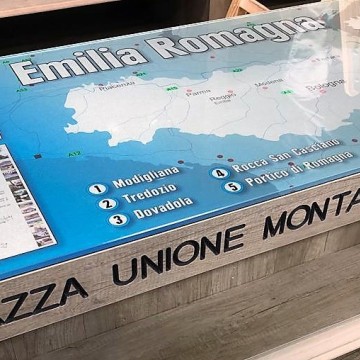 Emilia Romagna
Piacenza
Parma
Reggio
Emilia
Modena
Bologna
1 Modigliana
2 Tredozio
3 Dovadola
4 Rocca San Casciano
5 Portico di Romagna
AZZA UNIONE MONTA